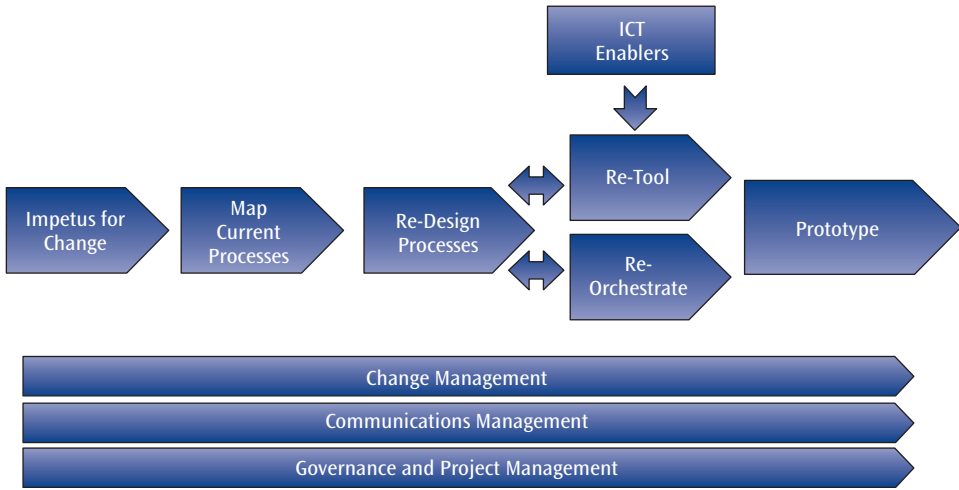 ICT
Enablers
Re-Tool
Impetus for
Change
Map
Current
Processes
Re-Design
Processes
Re-
Orchestrate
Prototype
Change Management
Communications Management
Governance and Project Management